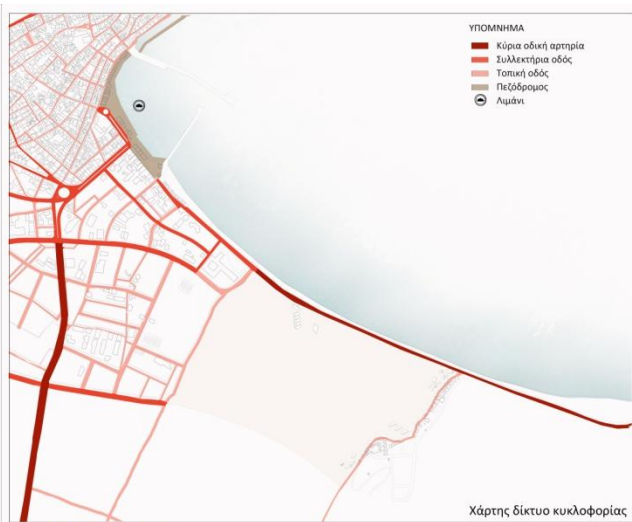 ΥΠΟΜΝΗΜΑ
Κύρια οδική αρτηρία
Συλλεκτήρια οδός
Τοπική οδός
Πεζόδρομος
Λιμάνι
Χάρτης δίκτυο κυκλοφορίας